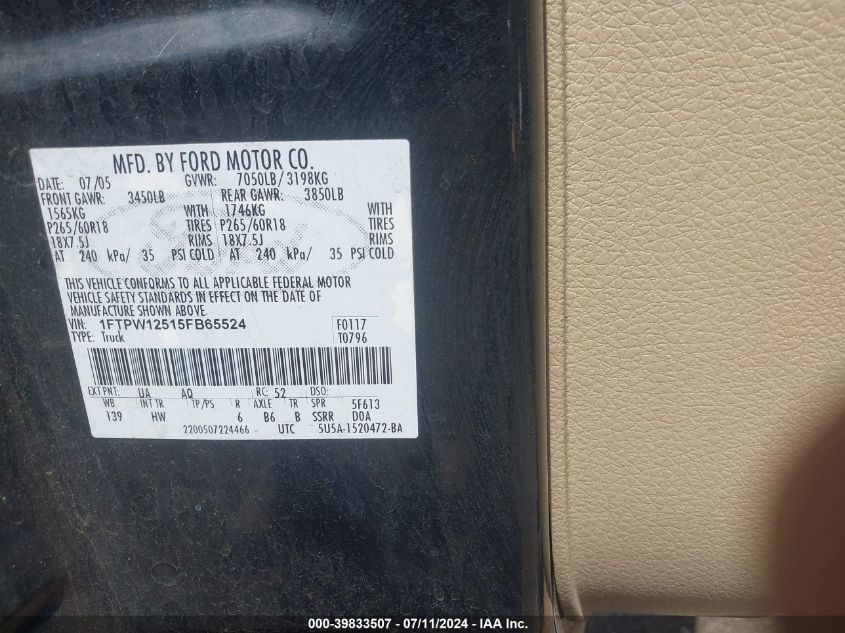 MFD. BY FORD MOTOR CO.
DATE: 07/05 GVWR: 7050LB/3198KG
FRONT GAWR: 3450LB REAR GAWR: 3850LB
1565KG WITH 1746KG WITH
P265/60R18 TIRES P265/60R18 TIRES
18X7.5J RIMS 18X7.5J RIMS
AT 240 kPa/ 35 PSI COLD AT 240 kPa/ 35 PSI COLD
THIS VEHICLE CONFORMS TO ALL APPLICABLE FEDERAL MOTOR
VEHICLE SAFETY STANDARDS IN EFFECT ON THE DATE OF
MANUFACTURE SHOWN ABOVE.
VIN: 1FTPW12515FB65524 F0117
TYPE: Truck T0796
EXT PNT: UA AQ RC: 52 DSO:
WB INT TR TP/PS R AXLE TR SPR 5F613
139 HW 6 B6 B SSRR DOA
2200507224466 UTC 5U5A-1520472-BA
000-39833507 / 07/11/2024 - IAA Inc.